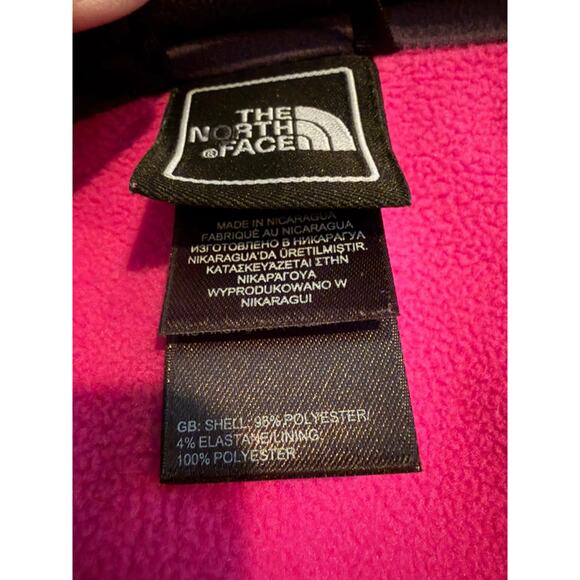 THE
NORTH
®FACE
MADE IN NICARAGUA
FABRIQUÉ AU NICARAGUA
ИЗГОТОВЛЕНО В НИКАРАГУА
NIKARAGUA'DA ÜRETILMIŞTIR.
ΚΑΤΑΣΚΕΥΑΖΕΤΑΙ ΣΤΗΝ
ΝΙΚΑΡΑΓΟΥΑ
WYPRODUKOWANO W
NIKARAGUI
GB: SHELL: 96% POLYESTER/
4% ELASTANE/LINING:
100% POLYESTER